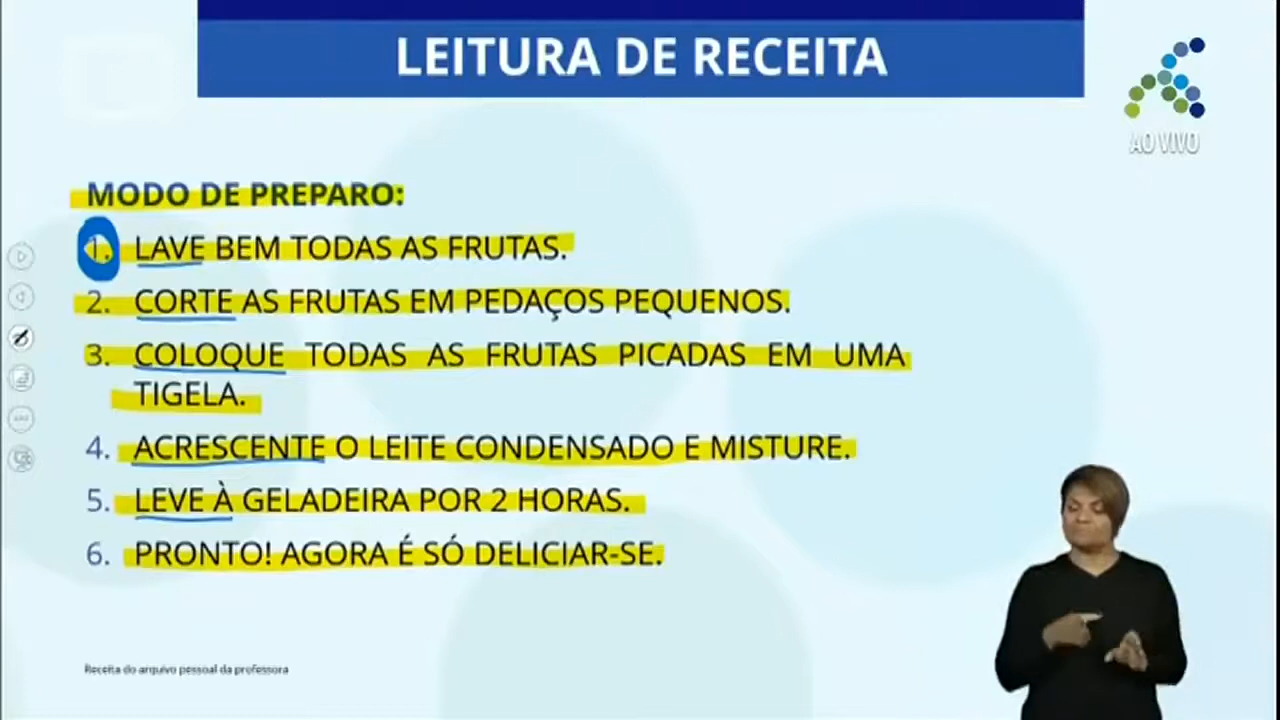 LEITURA DE RECEITA
AO VIVO
MODO DE PREPARO:
1. LAVE BEM TODAS AS FRUTAS.
2. CORTE AS FRUTAS EM PEDAÇOS PEQUENOS.
3. COLOQUE TODAS AS FRUTAS PICADAS EM UMA
TIGELA.
4. ACRESCENTE O LEITE CONDENSADO E MISTURE.
5. LEVE À GELADEIRA POR 2 HORAS.
6. PRONTO! AGORA É SÓ DELICIAR-SE.
Receita do arquivo pessoal da professora